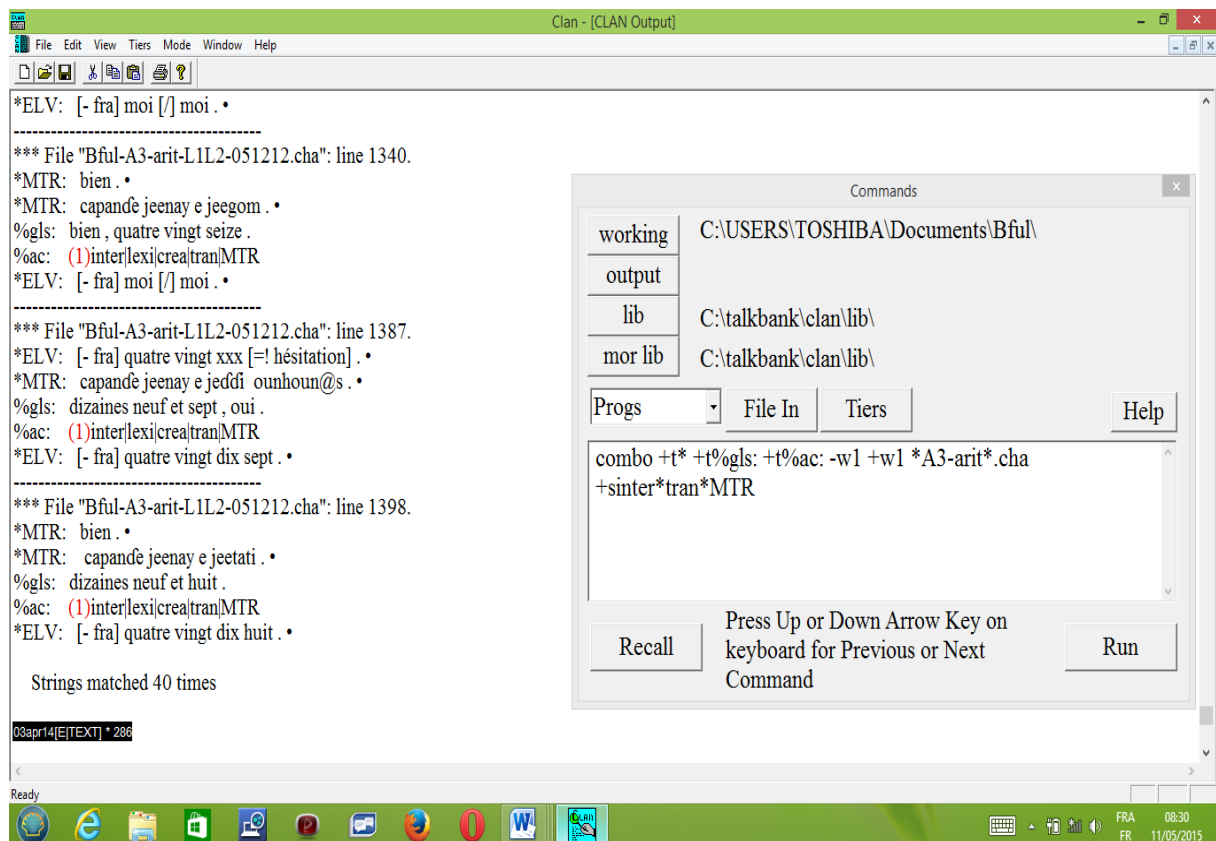 Clan - [CLAN Output]
File Edit View Tiers Mode Window Help
*ELV: [- fra] moi [/] moi . •
----------------------------------------
*** File "Bful-A3-arit-L1L2-051212.cha": line 1340.
*MTR: bien . •
*MTR: capanɗe jeenay e jeegom . •
%gls: bien , quatre vingt seize .
%ac: (1)inter|lexi|crea|tran|MTR
*ELV: [- fra] moi [/] moi . •
----------------------------------------
*** File "Bful-A3-arit-L1L2-051212.cha": line 1387.
*ELV: [- fra] quatre vingt xxx [=! hésitation] . •
*MTR: capanɗe jeenay e jeɗɗi ounhoun@s . •
%gls: dizaines neuf et sept , oui .
%ac: (1)inter|lexi|crea|tran|MTR
*ELV: [- fra] quatre vingt dix sept . •
----------------------------------------
*** File "Bful-A3-arit-L1L2-051212.cha": line 1398.
*MTR: bien . •
*MTR: capanɗe jeenay e jeetati . •
%gls: dizaines neuf et huit .
%ac: (1)inter|lexi|crea|tran|MTR
*ELV: [- fra] quatre vingt dix huit . •
Strings matched 40 times
03apr14[E|TEXT] * 286
Commands
working C:\USERS\TOSHIBA\Documents\Bful\
output
lib C:\talkbank\clan\lib\
mor lib C:\talkbank\clan\lib\
Progs File In Tiers Help
combo +t* +t%gls: +t%ac: -w1 +w1 *A3-arit*.cha
+sinter*tran*MTR
Recall
Press Up or Down Arrow Key on
keyboard for Previous or Next
Command
Run
Ready
FRA 08:30
FR 11/05/2015